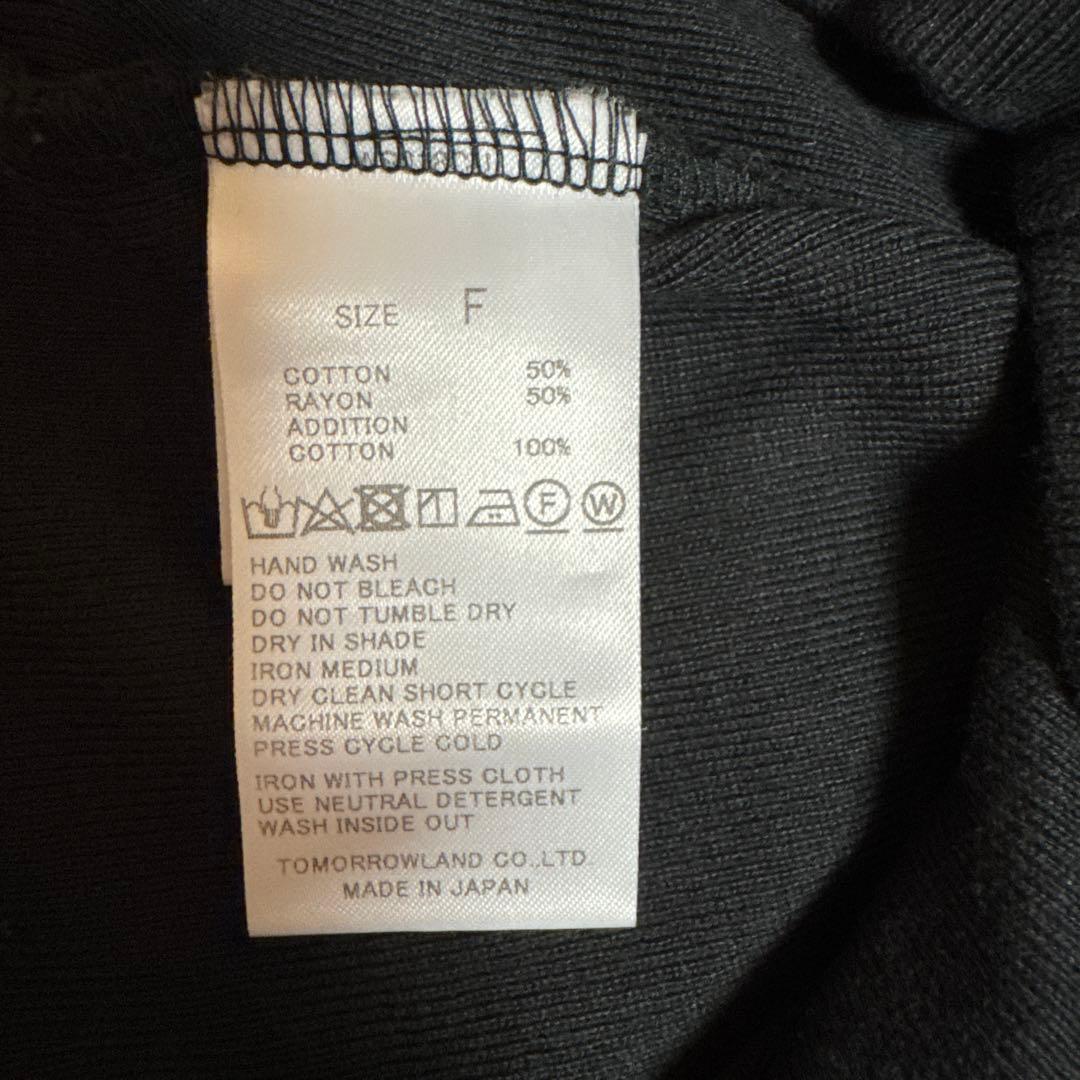 SIZE F
COTTON 50%
RAYON 50%
ADDITION
COTTON 100%
F W
HAND WASH
DO NOT BLEACH
DO NOT TUMBLE DRY
DRY IN SHADE
IRON MEDIUM
DRY CLEAN SHORT CYCLE
MACHINE WASH PERMANENT
PRESS CYCLE COLD
IRON WITH PRESS CLOTH
USE NEUTRAL DETERGENT
WASH INSIDE OUT
TOMORROWLAND CO.,LTD.
MADE IN JAPAN